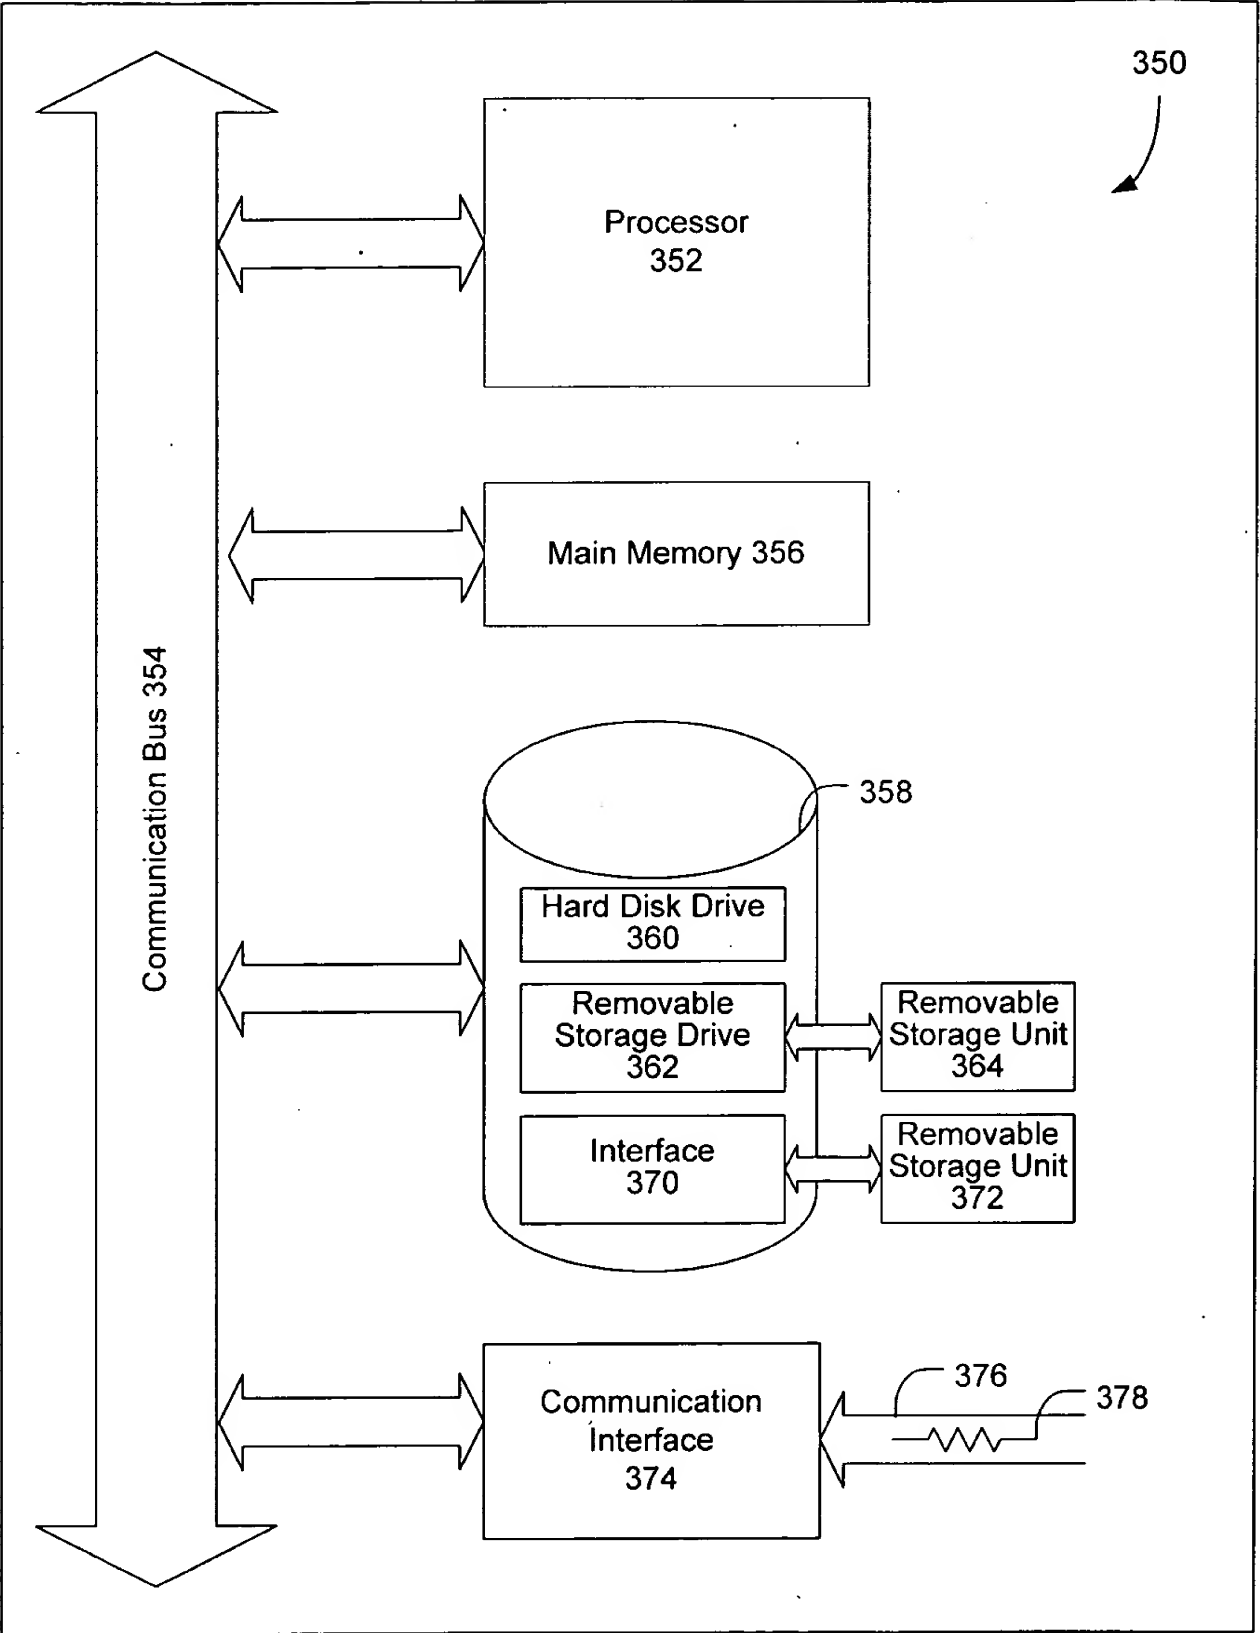 350
Processor
352
Main Memory 356
Communication Bus 354
358
Hard Disk Drive
360
Removable
Storage Drive
362
Removable
Storage Unit
364
Interface
370
Removable
Storage Unit
372
Communication
Interface
374
376
378